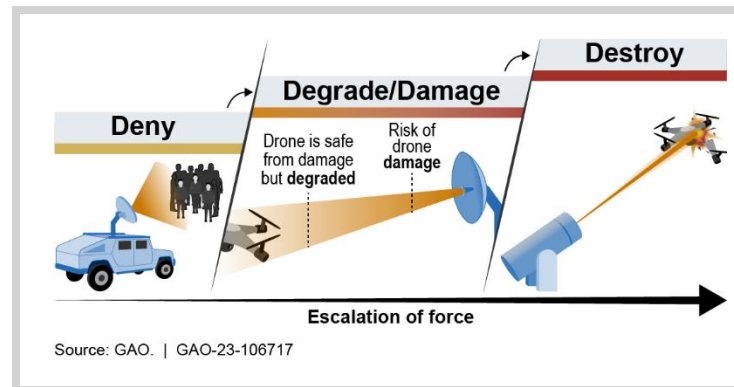 Deny
Degrade/Damage
Destroy
Drone is safe
from damage
but degraded
Risk of
drone
damage
Escalation of force
Source: GAO. | GAO-23-106717